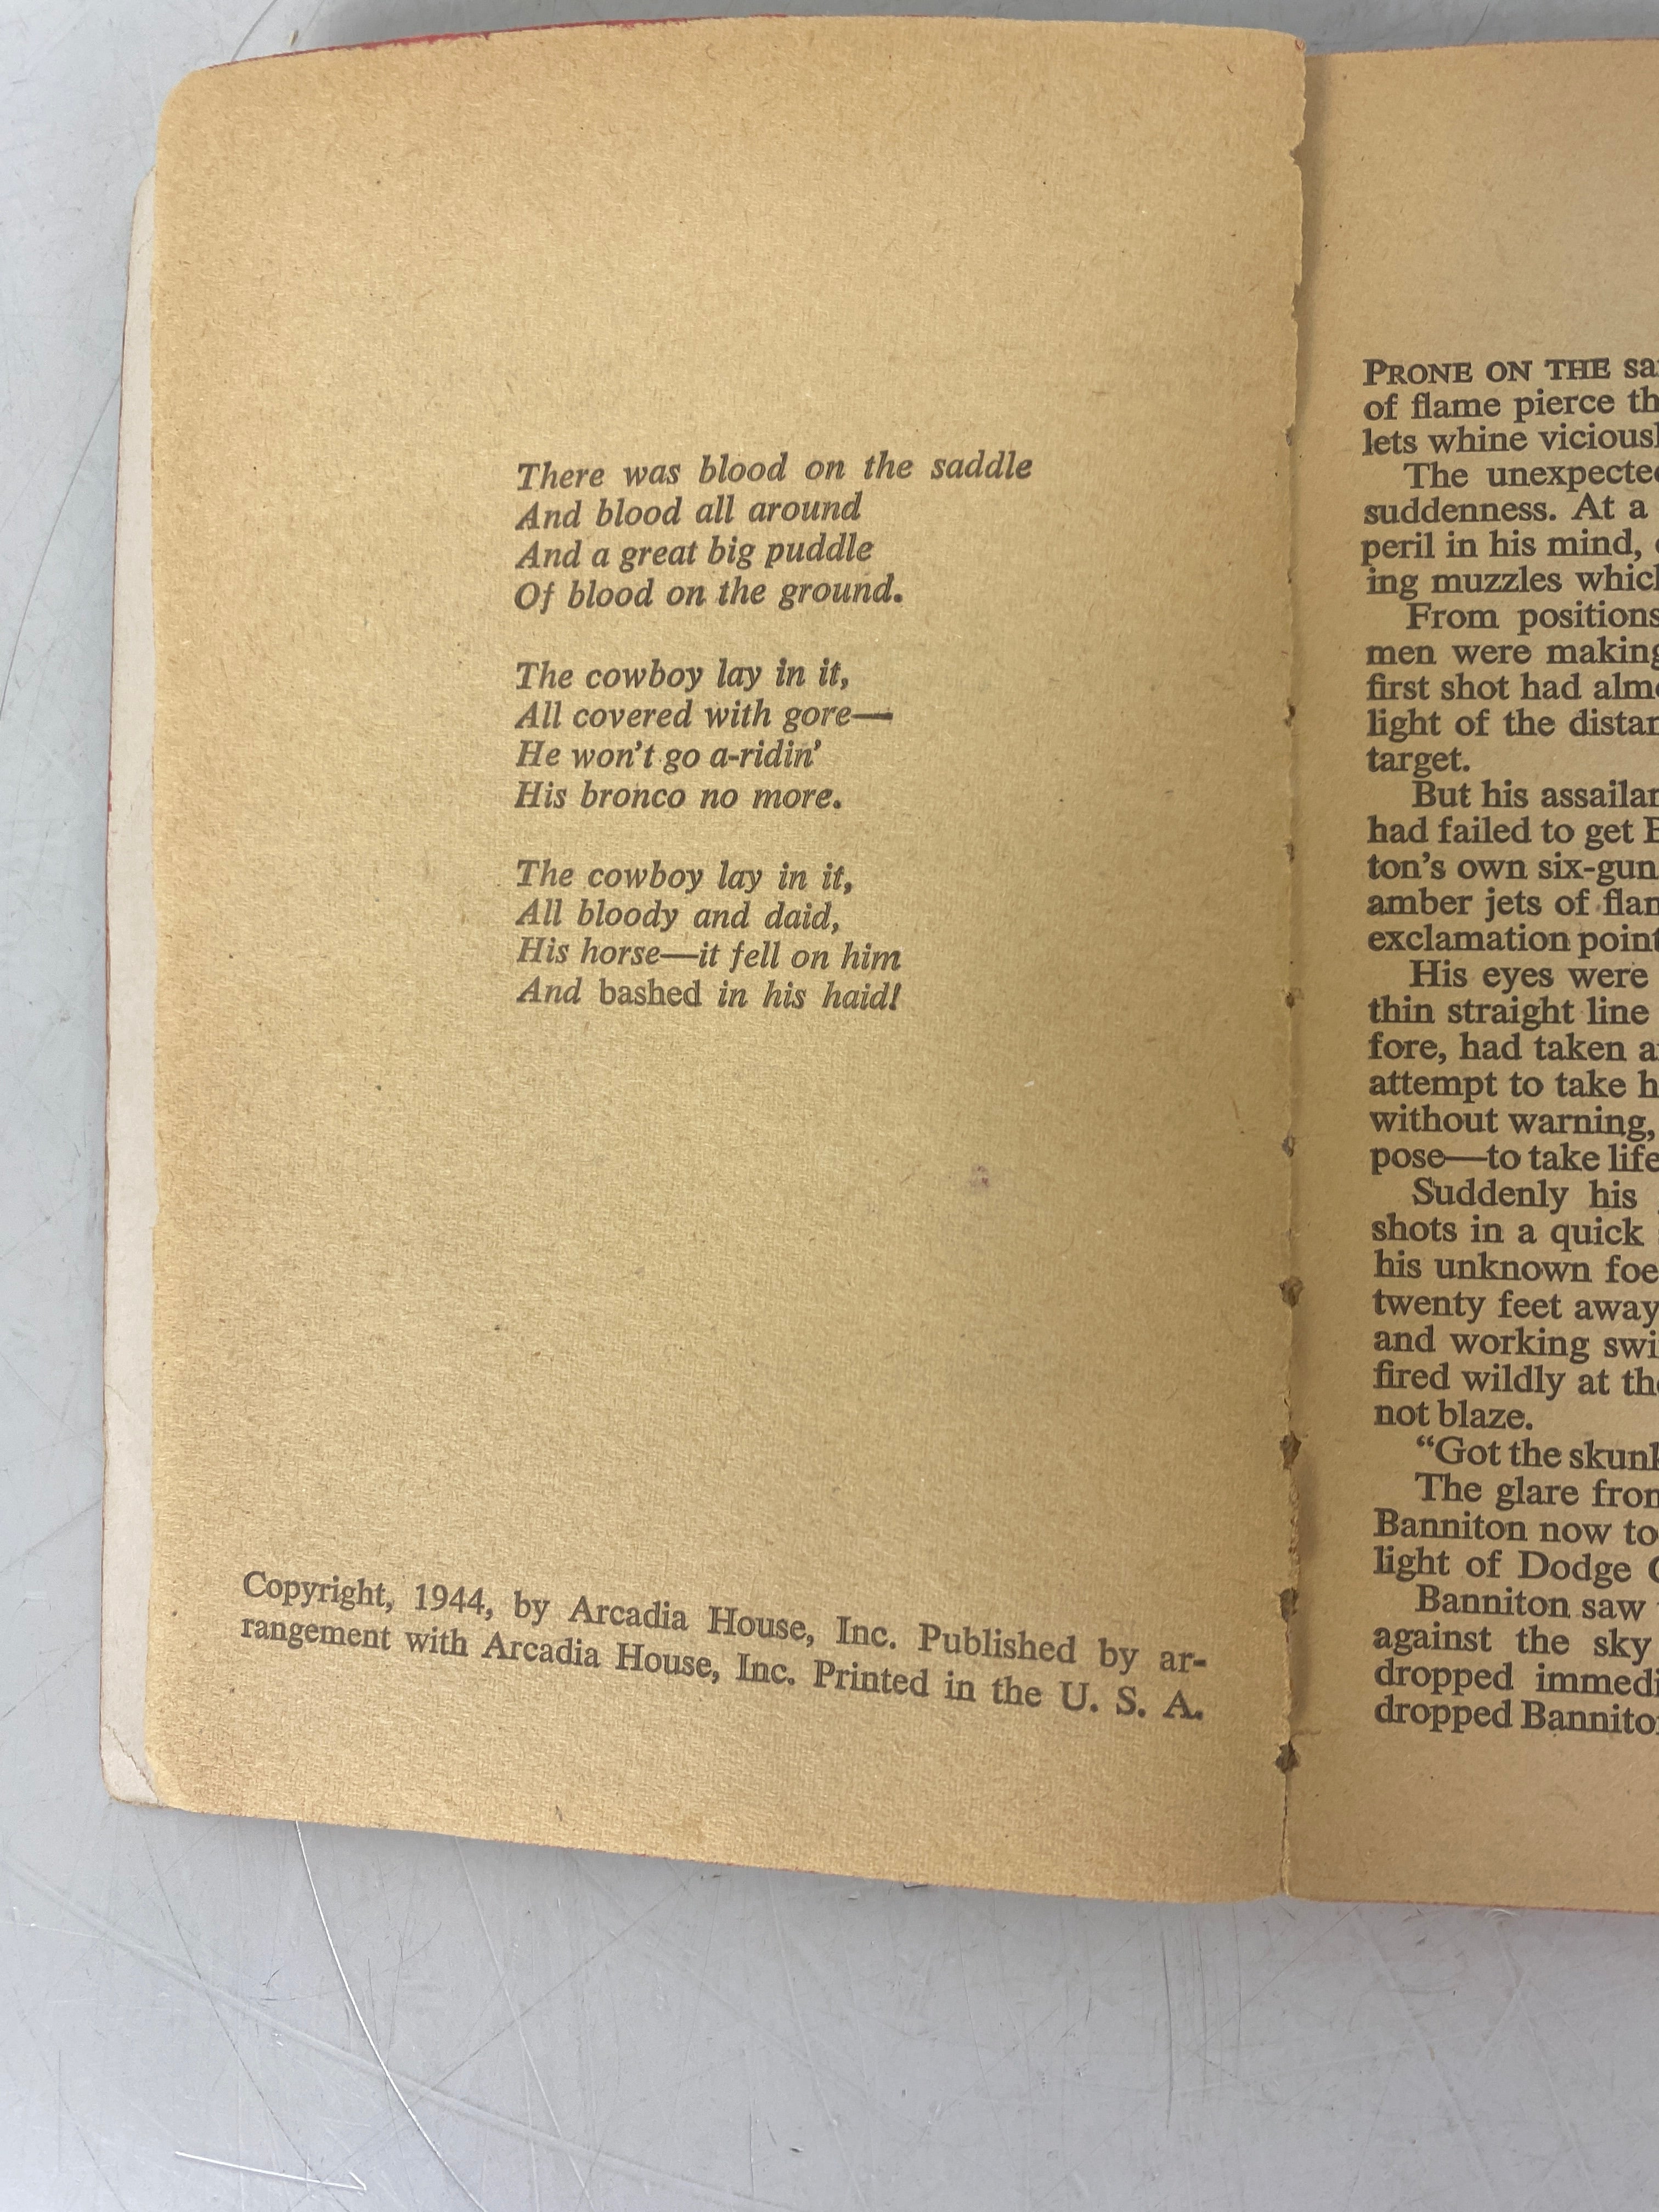 There was blood on the saddle
And blood all around
And a great big puddle
Of blood on the ground.
The cowboy lay in it,
All covered with gore—
He won't go a-ridin'
His bronco no more.
The cowboy lay in it,
All bloody and daid,
His horse—it fell on him
And bashed in his haid!
Copyright, 1944, by Arcadia House, Inc. Published by ar-
rangement with Arcadia House, Inc. Printed in the U. S. A.
PRONE ON THE
of flame pierce
lets whine
The
suddenness. At a
peril in his mind,
ing muzzles
From positions
men were making
first shot had
light of the
target.
But his
had failed to get
ton's own six-gun
amber jets of
exclamation
His eyes were
thin straight line
fore, had taken
attempt to take
without warning,
pose—to take life
Suddenly his
shots in a quick
his unknown foe
twenty feet away
and working
fired wildly at
not blaze.
"Got the
The glare
Banniton now
light of Dodge
Banniton saw
against the sky
dropped
dropped